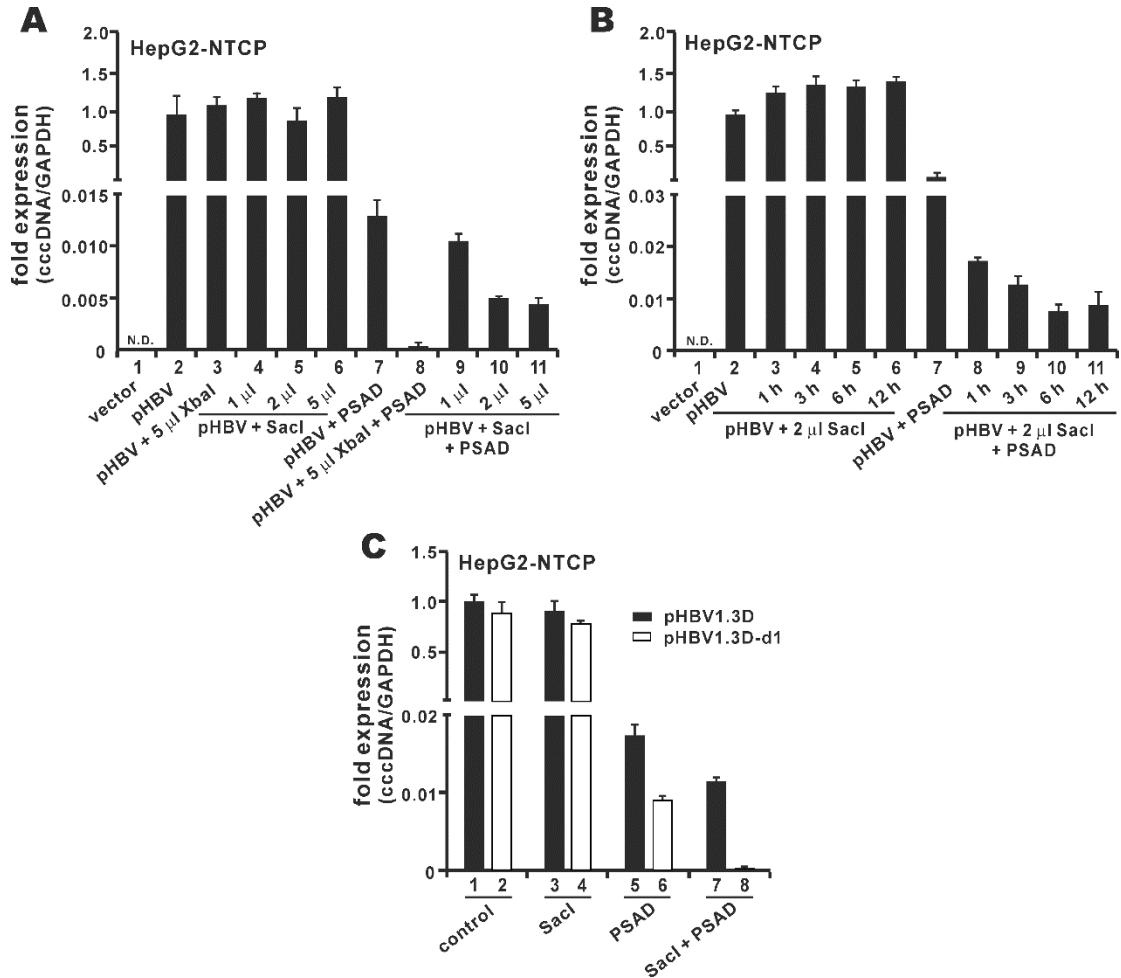 A
HepG2-NTCP
fold expression
(cccDNA/GAPDH)
2.0
1.5
1.0
0.5
0.015
0.010
0.005
0
N.D.
1 2 3 4 5 6 7 8 9 10 11
vector
pHBV
pHBV + 5 μl XbaI
1 μl
2 μl
5 μl
pHBV + SacI
pHBV + PSAD
pHBV + 5 μl XbaI + PSAD
1 μl
2 μl
5 μl
pHBV + SacI
+ PSAD
B
HepG2-NTCP
fold expression
(cccDNA/GAPDH)
2.0
1.5
1.0
0.5
0.03
0.02
0.01
0
N.D.
1 2 3 4 5 6 7 8 9 10 11
vector
pHBV
1 h
3 h
6 h
12 h
pHBV + 2 μl SacI
pHBV + PSAD
1 h
3 h
6 h
12 h
pHBV + 2 μl SacI
+ PSAD
C
HepG2-NTCP
fold expression
(cccDNA/GAPDH)
1.5
1.0
0.5
0.02
0.01
0
pHBV1.3D
pHBV1.3D-d1
1 2 3 4 5 6 7 8
control
SacI
PSAD
SacI + PSAD